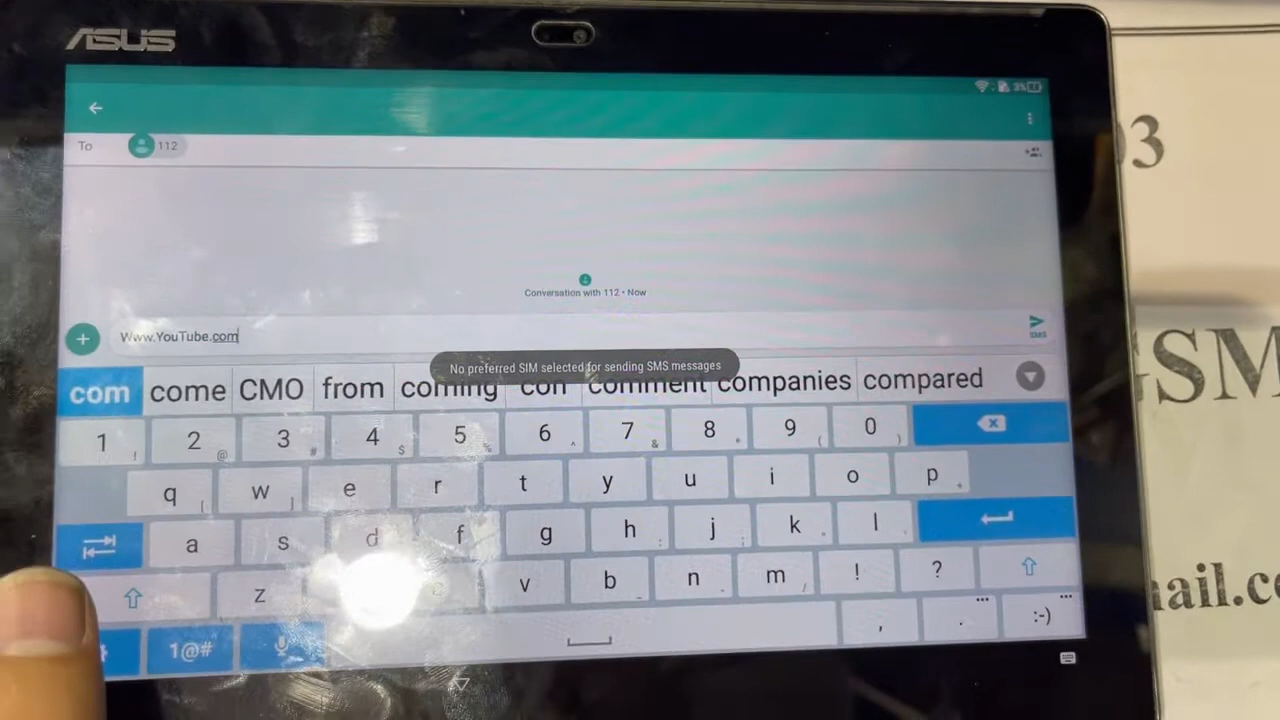 ASUS
3%
To 112
Conversation with 112 • Now
Www.YouTube.com
SMS
No preferred SIM selected for sending SMS messages
com come CMO from coming con comment companies compared
1 ! 2 @ 3 # 4 $ 5 % 6 ^ 7 & 8 * 9 ( 0 )
q w e r t y u i o p
a s d f g h j k l
z v b n m ! ?
1@# , . :-)
3
GSM
ail.c